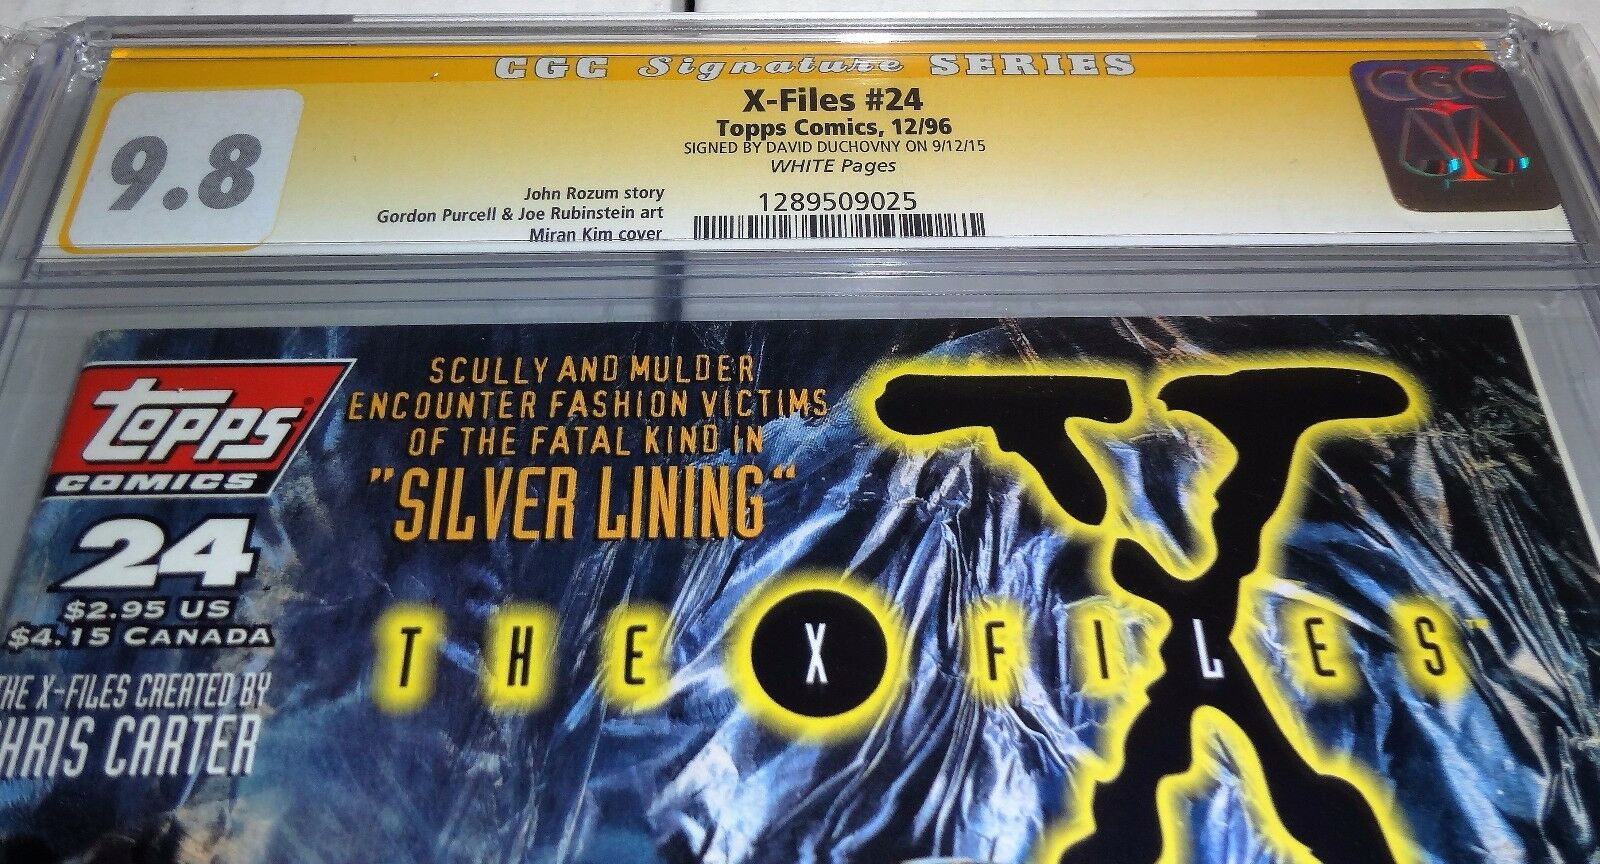 CGC Signature SERIES
9.8
X-Files #24
Topps Comics, 12/96
SIGNED BY DAVID DUCHOVNY ON 9/12/15
WHITE Pages
John Rozum story
Gordon Purcell & Joe Rubinstein art
Miran Kim cover
1289509025
CGC
SCULLY AND MULDER
ENCOUNTER FASHION VICTIMS
OF THE FATAL KIND IN
"SILVER LINING"
Topps®
COMICS
24
$2.95 US
$4.15 CANADA
THE X-FILES CREATED BY
CHRIS CARTER
THE X FILES™
X